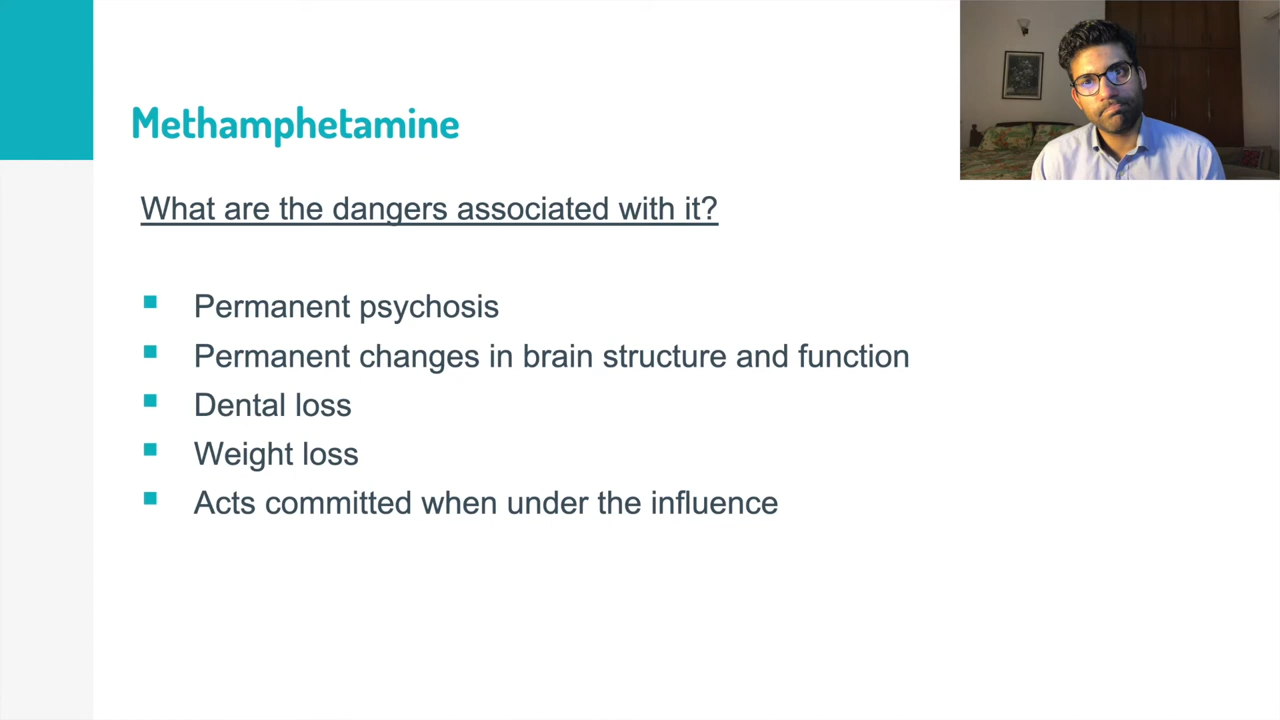 Methamphetamine
What are the dangers associated with it?
Permanent psychosis
Permanent changes in brain structure and function
Dental loss
Weight loss
Acts committed when under the influence